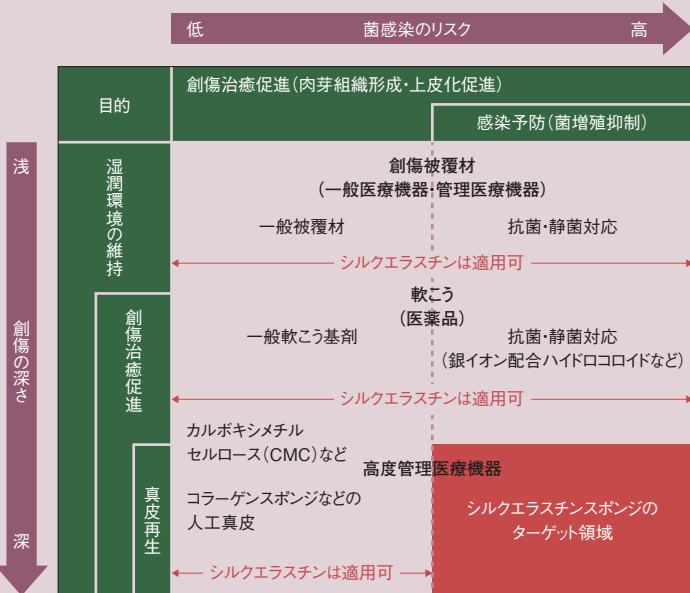 低 菌感染のリスク 高
目的
創傷治癒促進(肉芽組織形成・上皮化促進)
感染予防(菌増殖抑制)
浅
創傷の深さ
深
湿潤環境の維持
創傷被覆材
(一般医療機器・管理医療機器)
一般被覆材
抗菌・静菌対応
シルクエラスチンは適用可
創傷治癒促進
軟こう
(医薬品)
一般軟こう基剤
抗菌・静菌対応
(銀イオン配合ハイドロコロイドなど)
シルクエラスチンは適用可
真皮再生
カルボキシメチル
セルロース(CMC)など
高度管理医療機器
コラーゲンスポンジなどの
人工真皮
シルクエラスチンスポンジの
ターゲット領域
シルクエラスチンは適用可